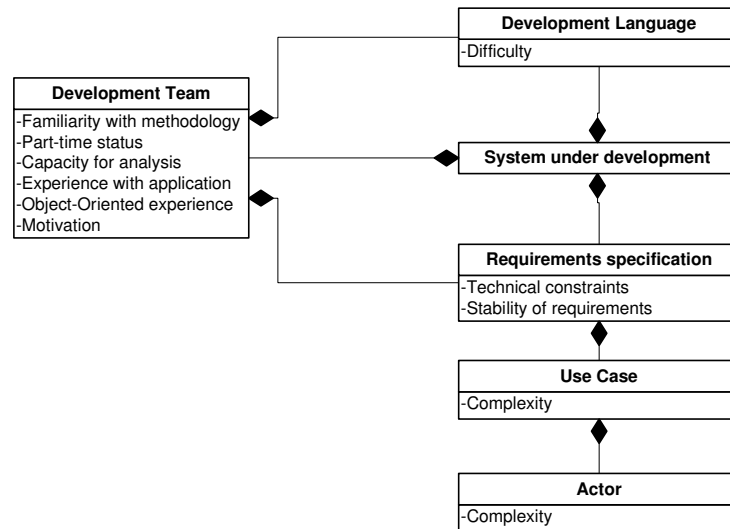 Development Language
-Difficulty
Development Team
-Familiarity with methodology
-Part-time status
-Capacity for analysis
-Experience with application
-Object-Oriented experience
-Motivation
System under development
Requirements specification
-Technical constraints
-Stability of requirements
Use Case
-Complexity
Actor
-Complexity